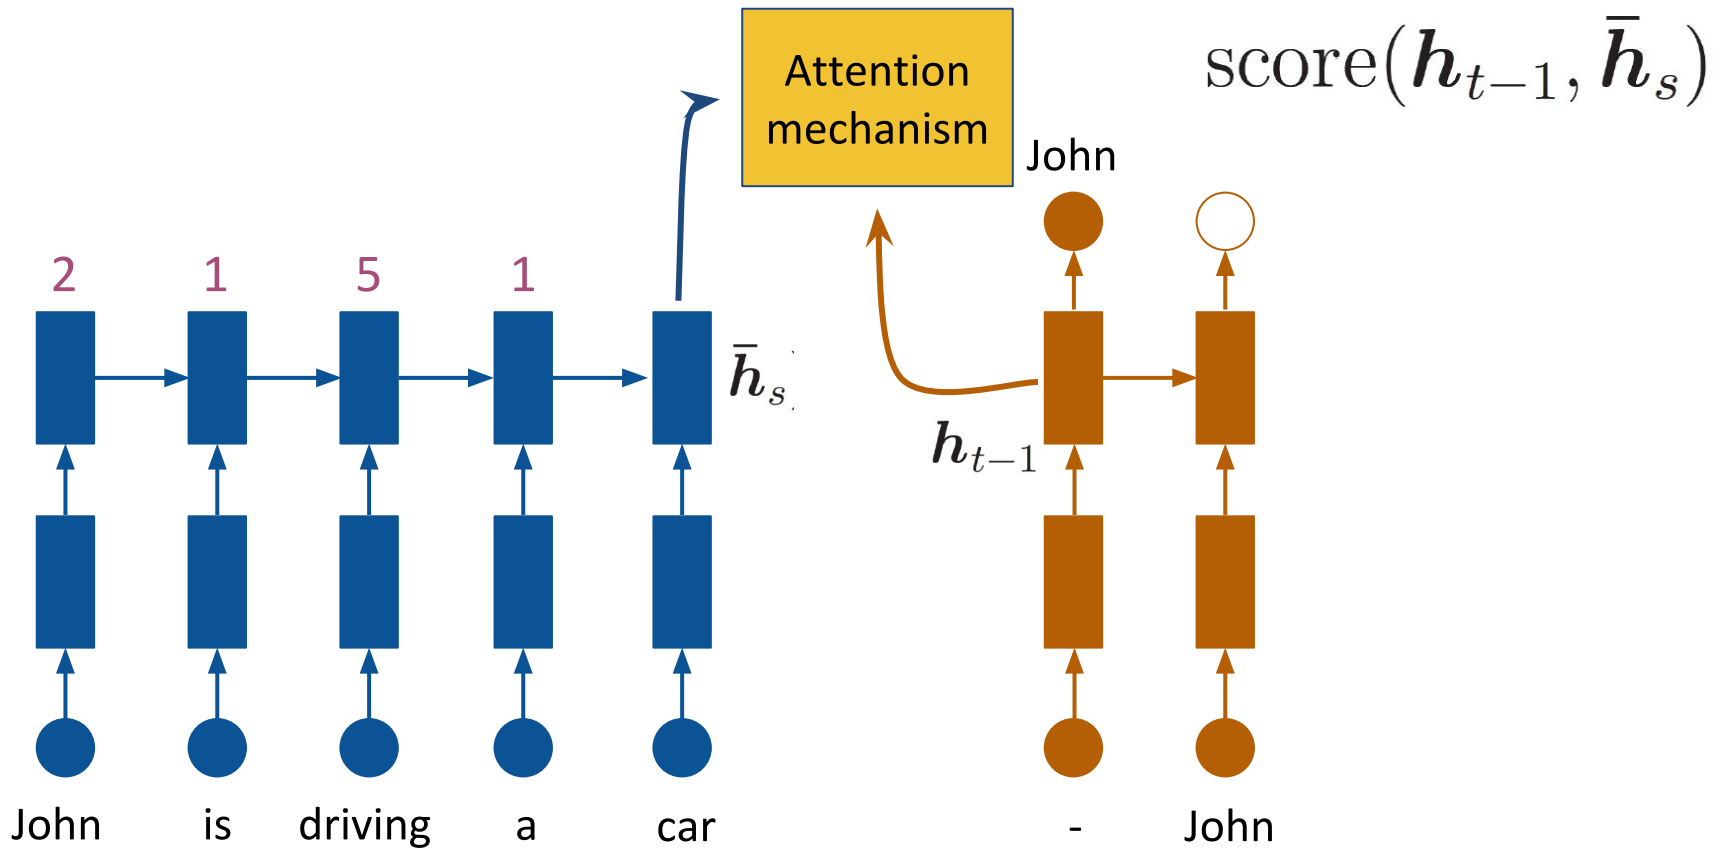 Attention
mechanism
score(h_{t−1}, h̄_s)
John
2 1 5 1
h̄_s
h_{t−1}
John is driving a car - John